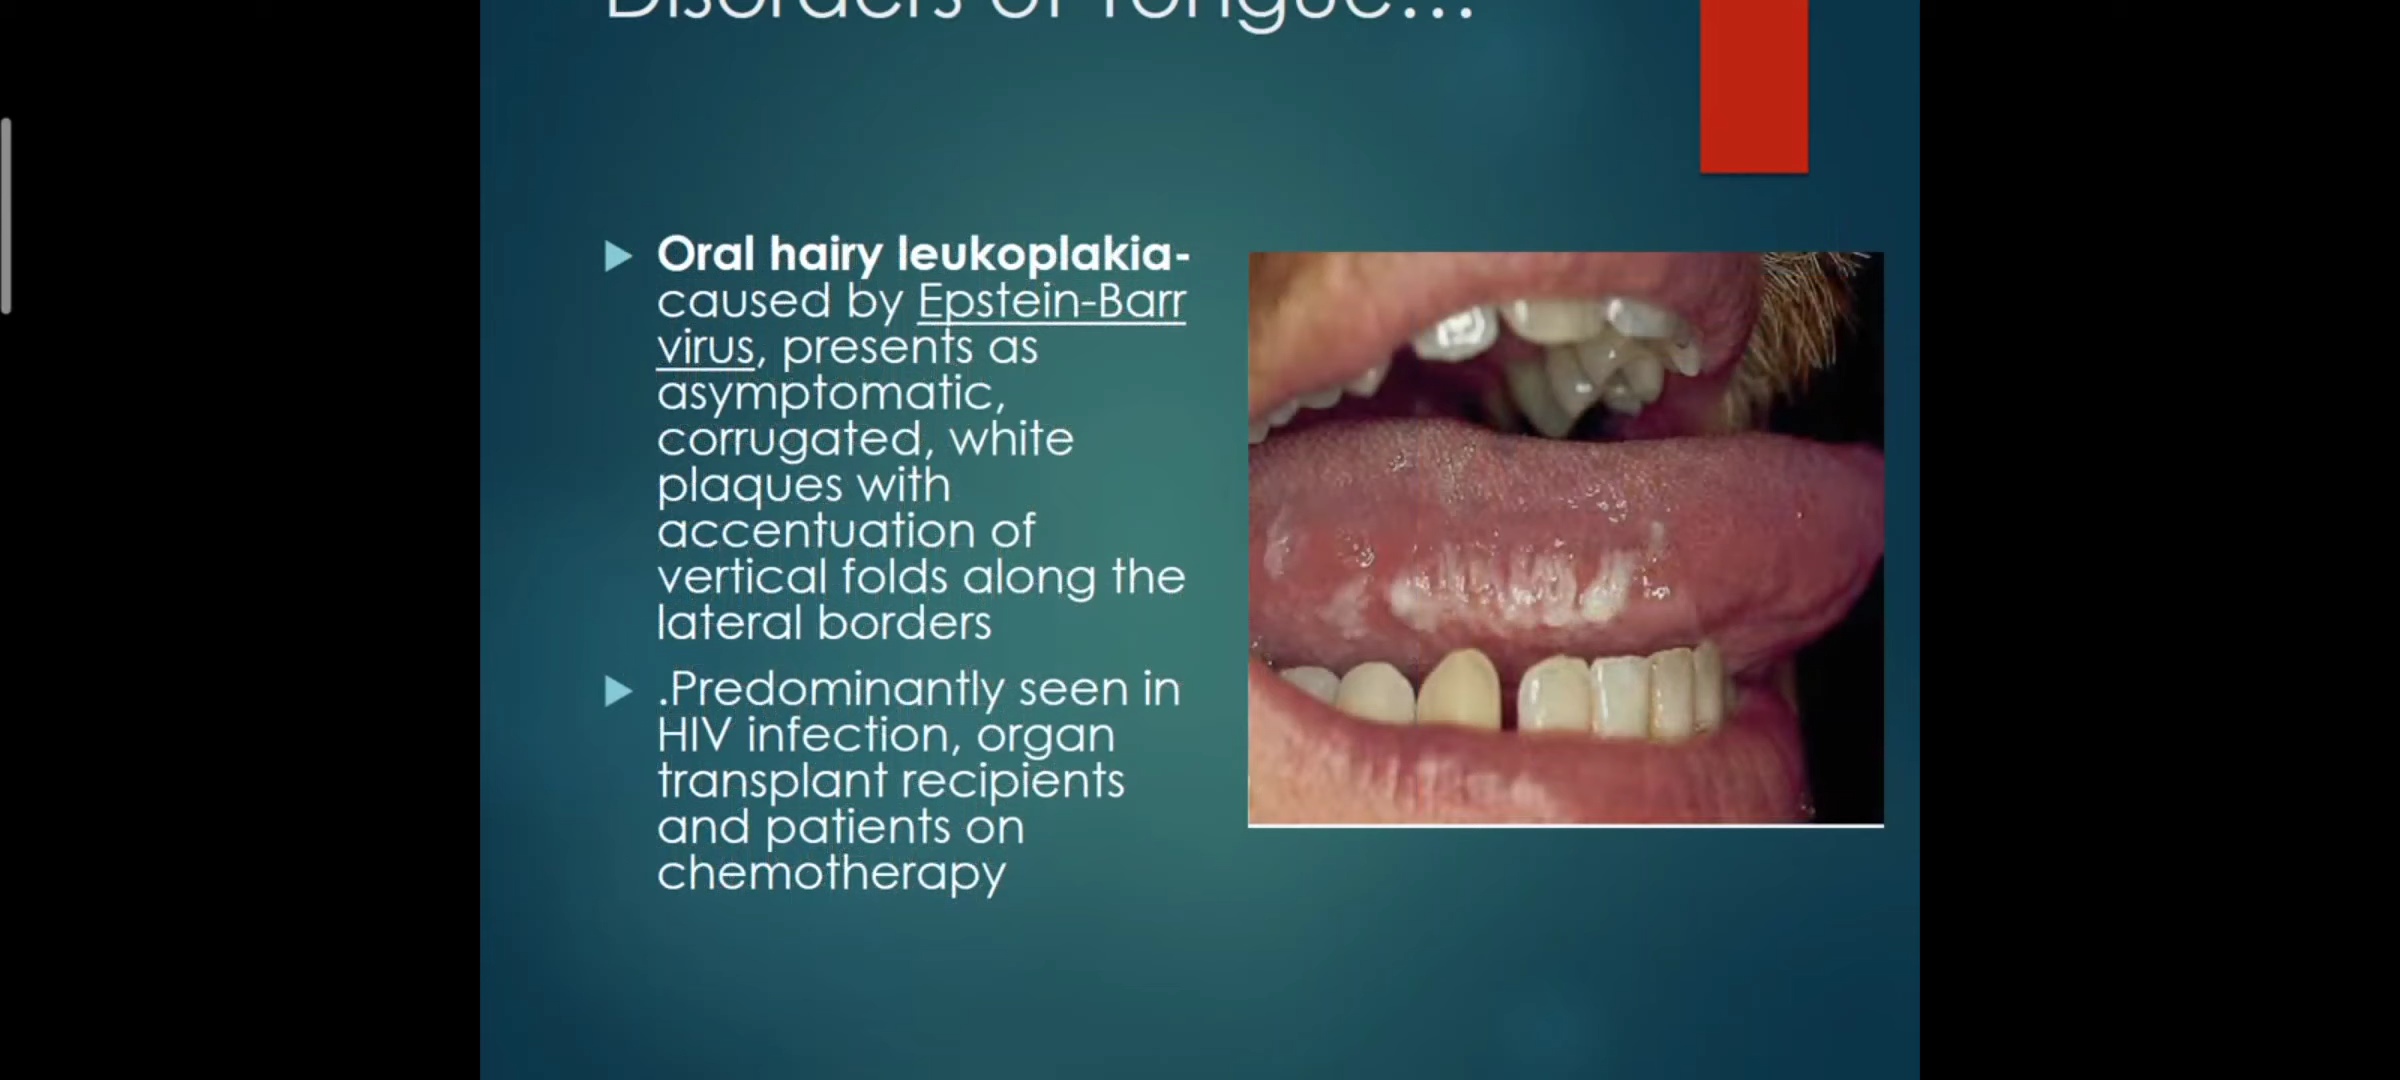 Disorders of Tongue...
Oral hairy leukoplakia-
caused by Epstein-Barr
virus, presents as
asymptomatic,
corrugated, white
plaques with
accentuation of
vertical folds along the
lateral borders
.Predominantly seen in
HIV infection, organ
transplant recipients
and patients on
chemotherapy